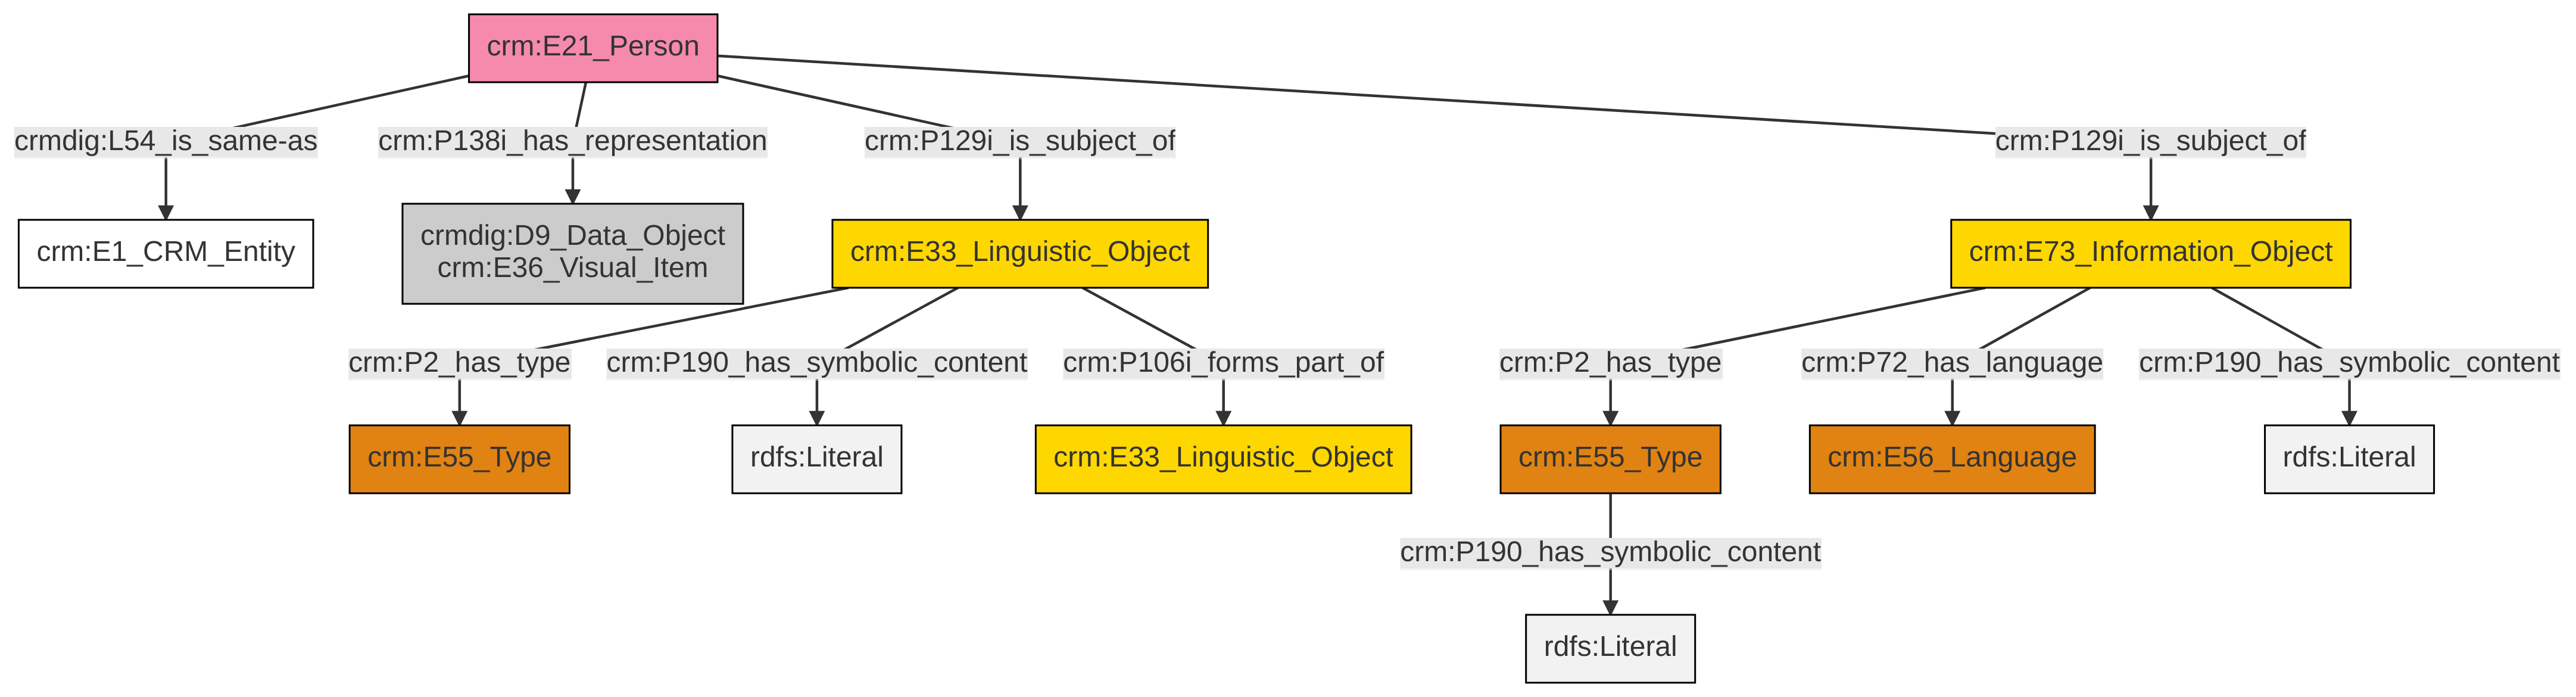 crm:E21_Person
crmdig:L54_is_same-as
crm:P138i_has_representation
crm:P129i_is_subject_of
crm:P129i_is_subject_of
crm:E1_CRM_Entity
crmdig:D9_Data_Object
crm:E36_Visual_Item
crm:E33_Linguistic_Object
crm:E73_Information_Object
crm:P2_has_type
crm:P190_has_symbolic_content
crm:P106i_forms_part_of
crm:P2_has_type
crm:P72_has_language
crm:P190_has_symbolic_content
crm:E55_Type
rdfs:Literal
crm:E33_Linguistic_Object
crm:E55_Type
crm:E56_Language
rdfs:Literal
crm:P190_has_symbolic_content
rdfs:Literal